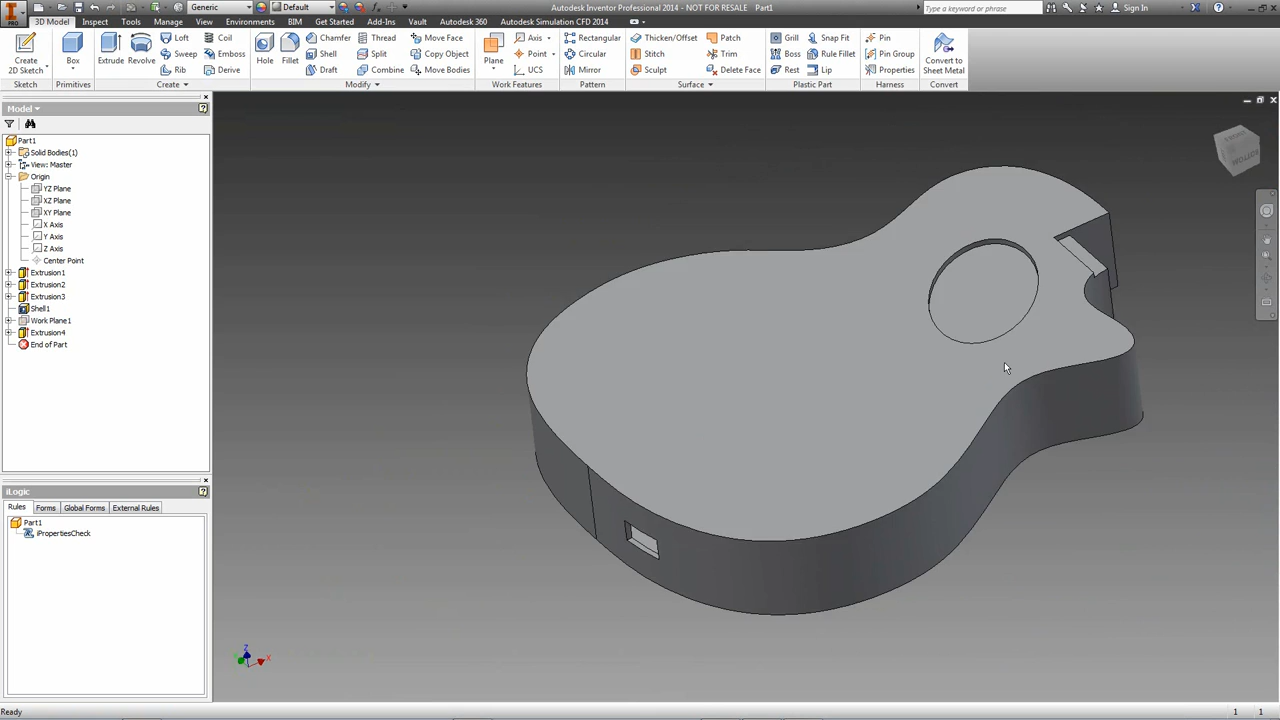 Generic
Default
Autodesk Inventor Professional 2014 - NOT FOR RESALE   Part1
Type a keyword or phrase
Sign In
PRO
3D Model
Inspect
Tools
Manage
View
Environments
BIM
Get Started
Add-Ins
Vault
Autodesk 360
Autodesk Simulation CFD 2014
Create
2D Sketch
Box
Extrude
Revolve
Loft
Sweep
Rib
Coil
Emboss
Derive
Hole
Fillet
Chamfer
Shell
Draft
Thread
Split
Combine
Move Face
Copy Object
Move Bodies
Plane
Axis
Point
UCS
Rectangular
Circular
Mirror
Thicken/Offset
Stitch
Sculpt
Patch
Trim
Delete Face
Grill
Boss
Rest
Snap Fit
Rule Fillet
Lip
Pin
Pin Group
Properties
Convert to
Sheet Metal
Sketch
Primitives
Create
Modify
Work Features
Pattern
Surface
Plastic Part
Harness
Convert
Model
Part1
Solid Bodies(1)
View: Master
Origin
YZ Plane
XZ Plane
XY Plane
X Axis
Y Axis
Z Axis
Center Point
Extrusion1
Extrusion2
Extrusion3
Shell1
Work Plane1
Extrusion4
End of Part
iLogic
Rules
Forms
Global Forms
External Rules
Part1
iPropertiesCheck
Z
X
Ready
1
1